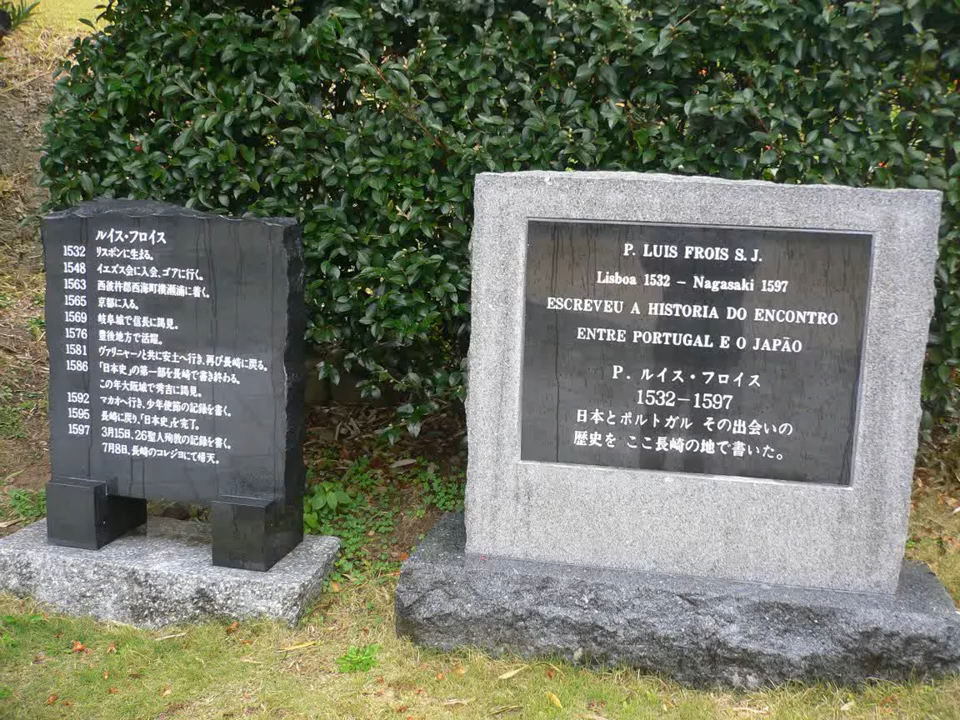 ルイス・フロイス
1532 リスボンに生まる。
1548 イエズス会に入会、ゴアに行く。
1563 西彼杵郡西海町横瀬浦に着く。
1565 京都に入る。
1569 岐阜城で信長に謁見。
1576 豊後地方で活躍。
1581 ヴァリニャーノと共に安土へ行き、再び長崎に戻る。
1586 「日本史」の第一部を長崎で書き終わる。
この年大阪城で秀吉に謁見。
1592 マカオへ行き、少年使節の記録を書く。
1595 長崎に戻り、「日本史」を完了。
1597 3月15日、26聖人殉教の記録を書く。
7月8日、長崎のコレジヨにて帰天。
P. LUIS FROIS S. J.
Lisboa 1532 – Nagasaki 1597
ESCREVEU A HISTORIA DO ENCONTRO
ENTRE PORTUGAL E O JAPÃO
P. ルイス・フロイス
1532－1597
日本とポルトガル その出会いの
歴史を ここ長崎の地で書いた。